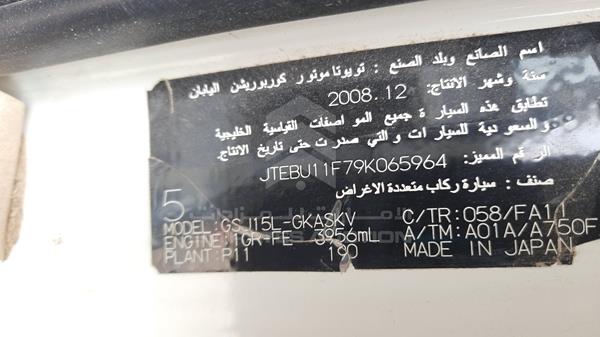 اسم الصانع وبلد الصنع : تويوتا موتور كوربوريشن اليابان
سنة وشهر الانتاج: 2008.12
تطابق هذه السيارة جميع المواصفات القياسية الخليجية
والسعودية للسيارات والتي صدرت حتى تاريخ الانتاج.
الرقم المميز: JTEBU11F79K065964
صنف : سيارة ركاب متعددة الاغراض
5
MODEL:GSJ15L-GKASKV C/TR:058/FA11
ENGINE:1GR-FE 3956mL A/TM:A01A/A750F
PLANT:P11 190 MADE IN JAPAN